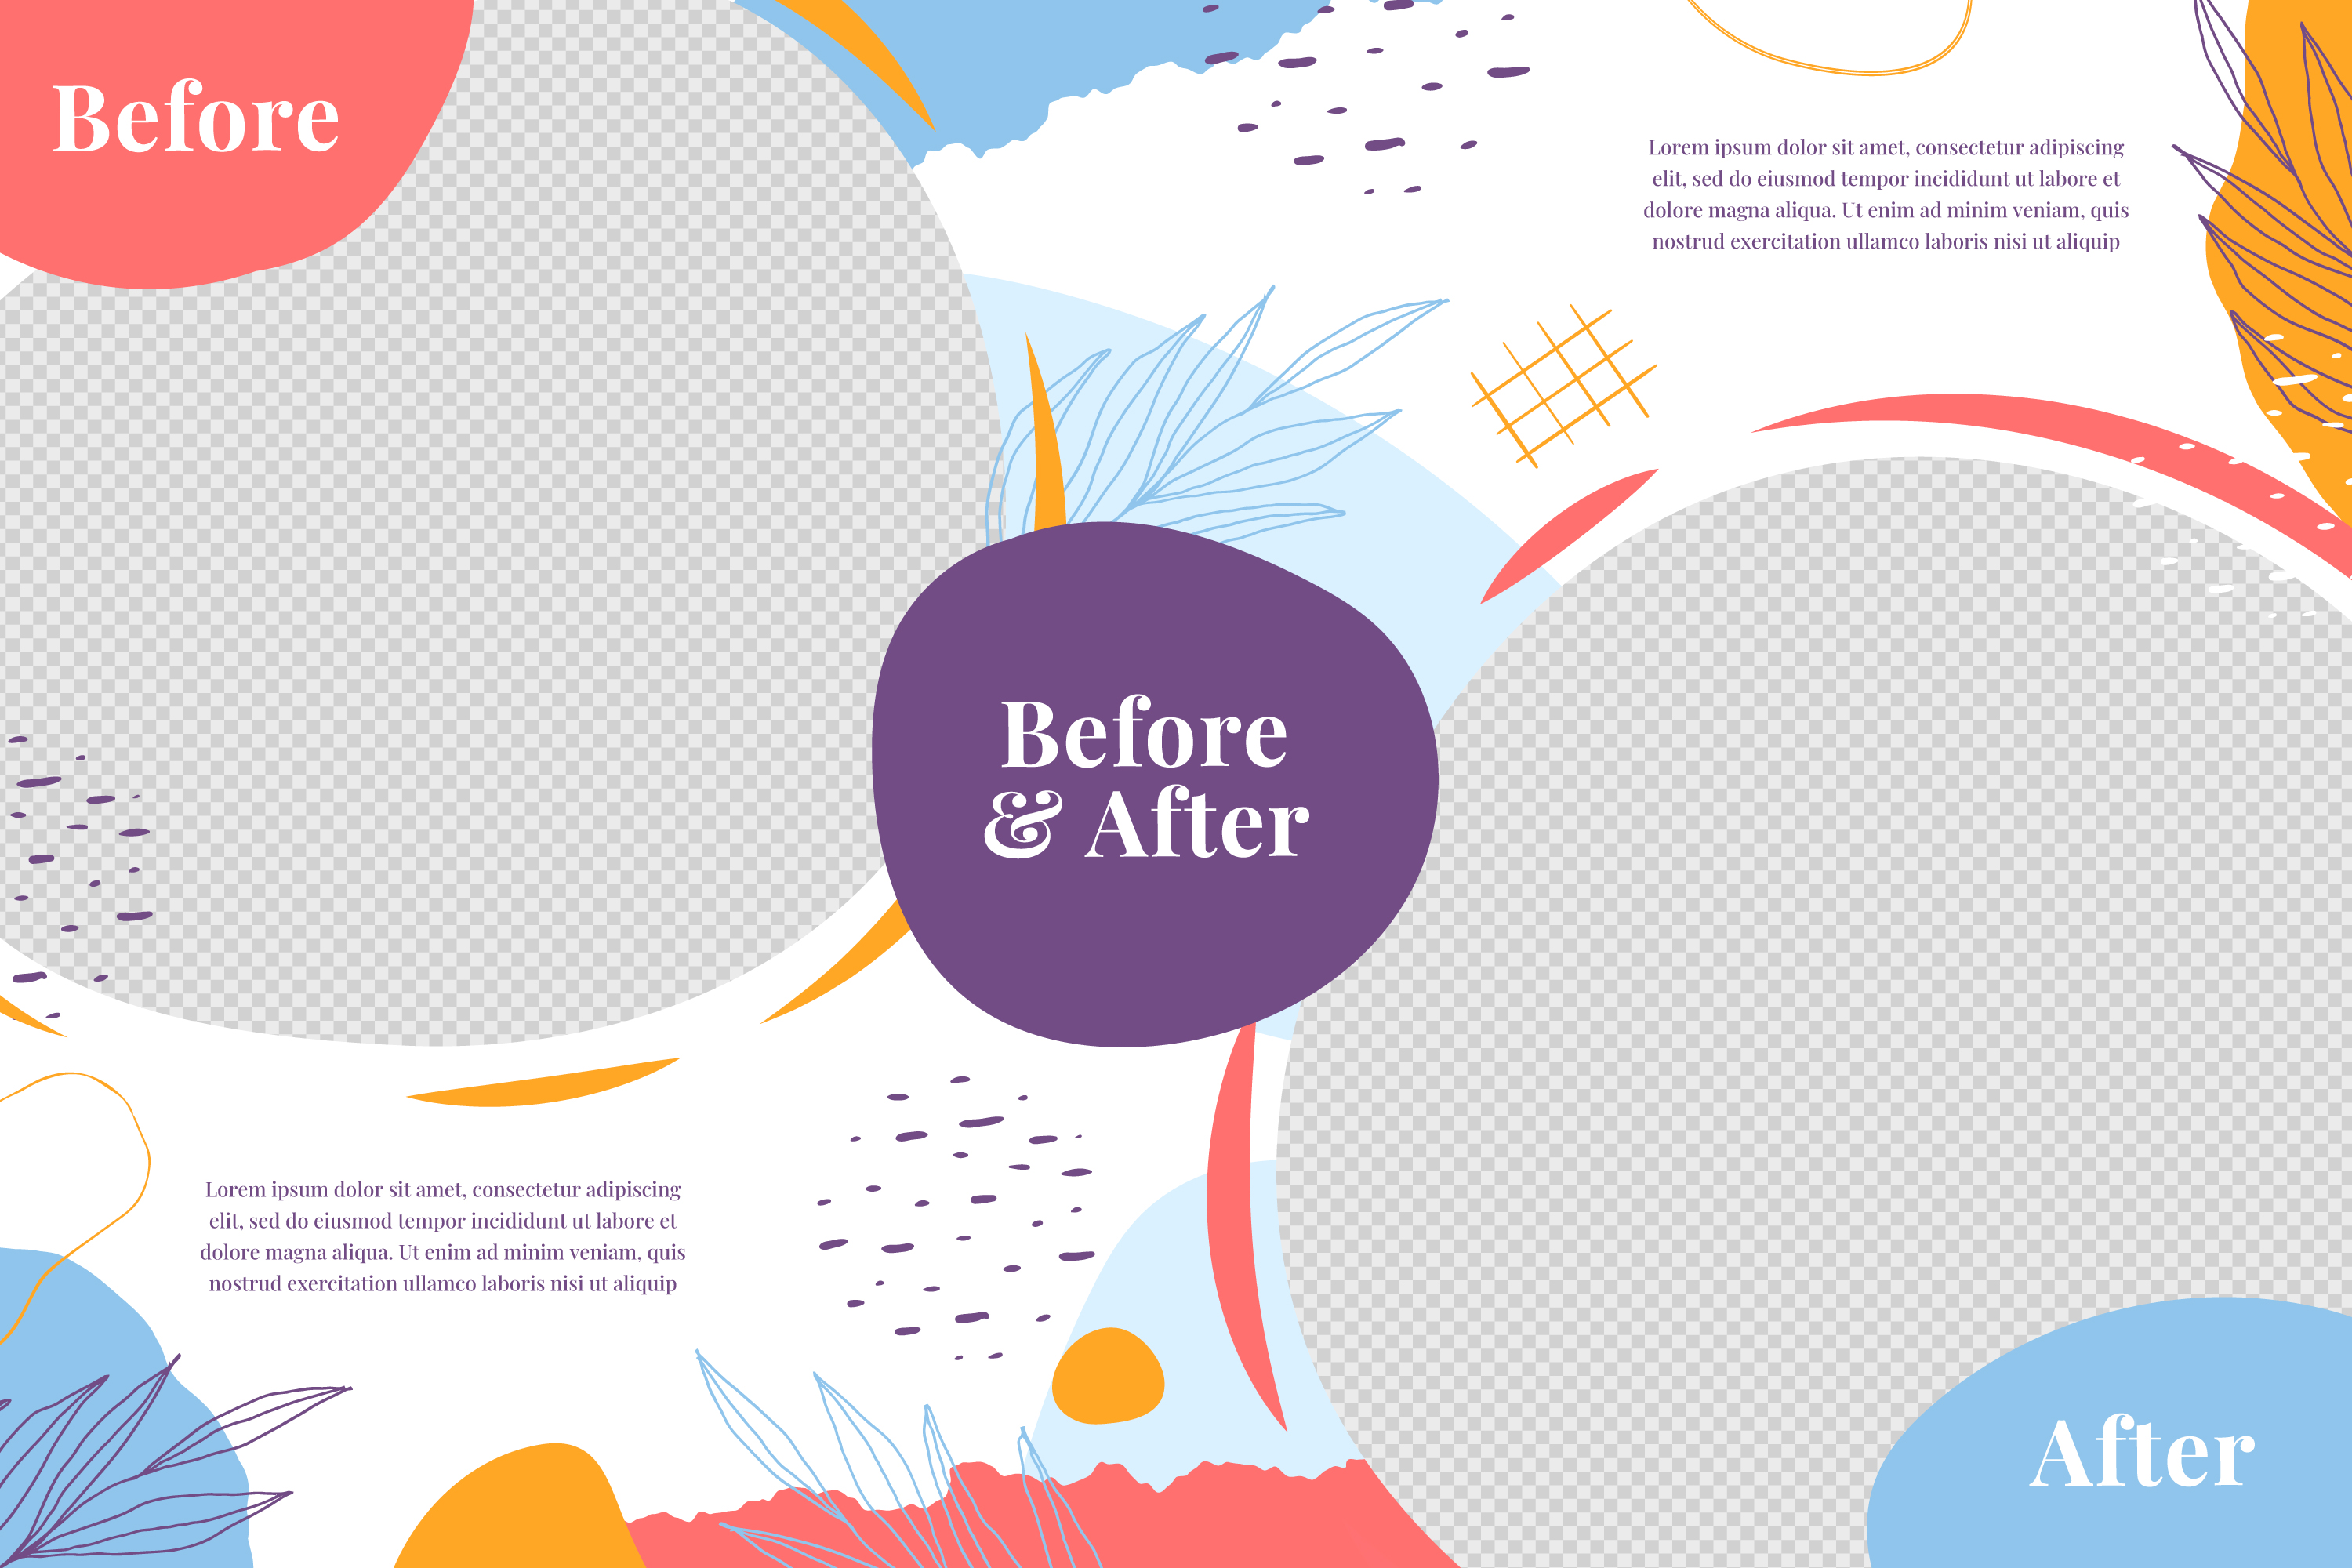 Before
Lorem ipsum dolor sit amet, consectetur adipiscing
elit, sed do eiusmod tempor incididunt ut labore et
dolore magna aliqua. Ut enim ad minim veniam, quis
nostrud exercitation ullamco laboris nisi ut aliquip
Before
& After
Lorem ipsum dolor sit amet, consectetur adipiscing
elit, sed do eiusmod tempor incididunt ut labore et
dolore magna aliqua. Ut enim ad minim veniam, quis
nostrud exercitation ullamco laboris nisi ut aliquip
After